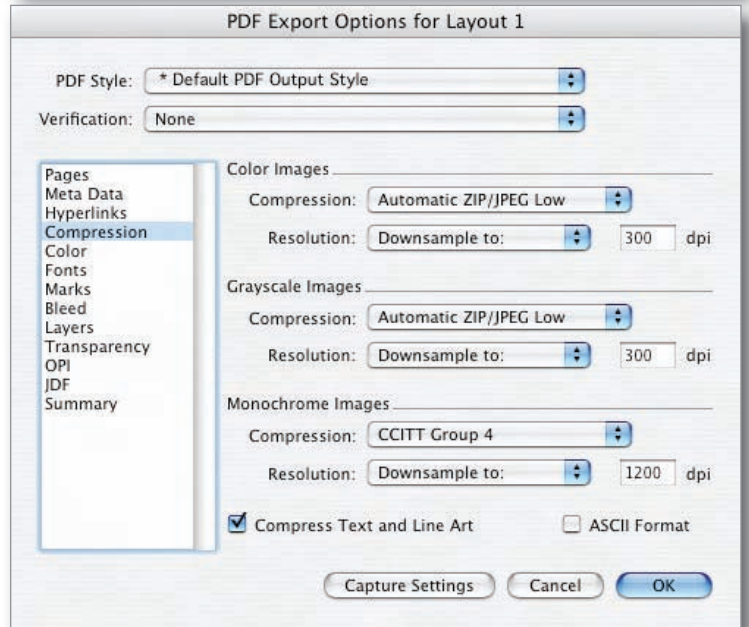 PDF Export Options for Layout 1
PDF Style: * Default PDF Output Style
Verification: None
Pages
Meta Data
Hyperlinks
Compression
Color
Fonts
Marks
Bleed
Layers
Transparency
OPI
JDF
Summary
Color Images
Compression: Automatic ZIP/JPEG Low
Resolution: Downsample to: 300 dpi
Grayscale Images
Compression: Automatic ZIP/JPEG Low
Resolution: Downsample to: 300 dpi
Monochrome Images
Compression: CCITT Group 4
Resolution: Downsample to: 1200 dpi
Compress Text and Line Art ASCII Format
Capture Settings Cancel OK